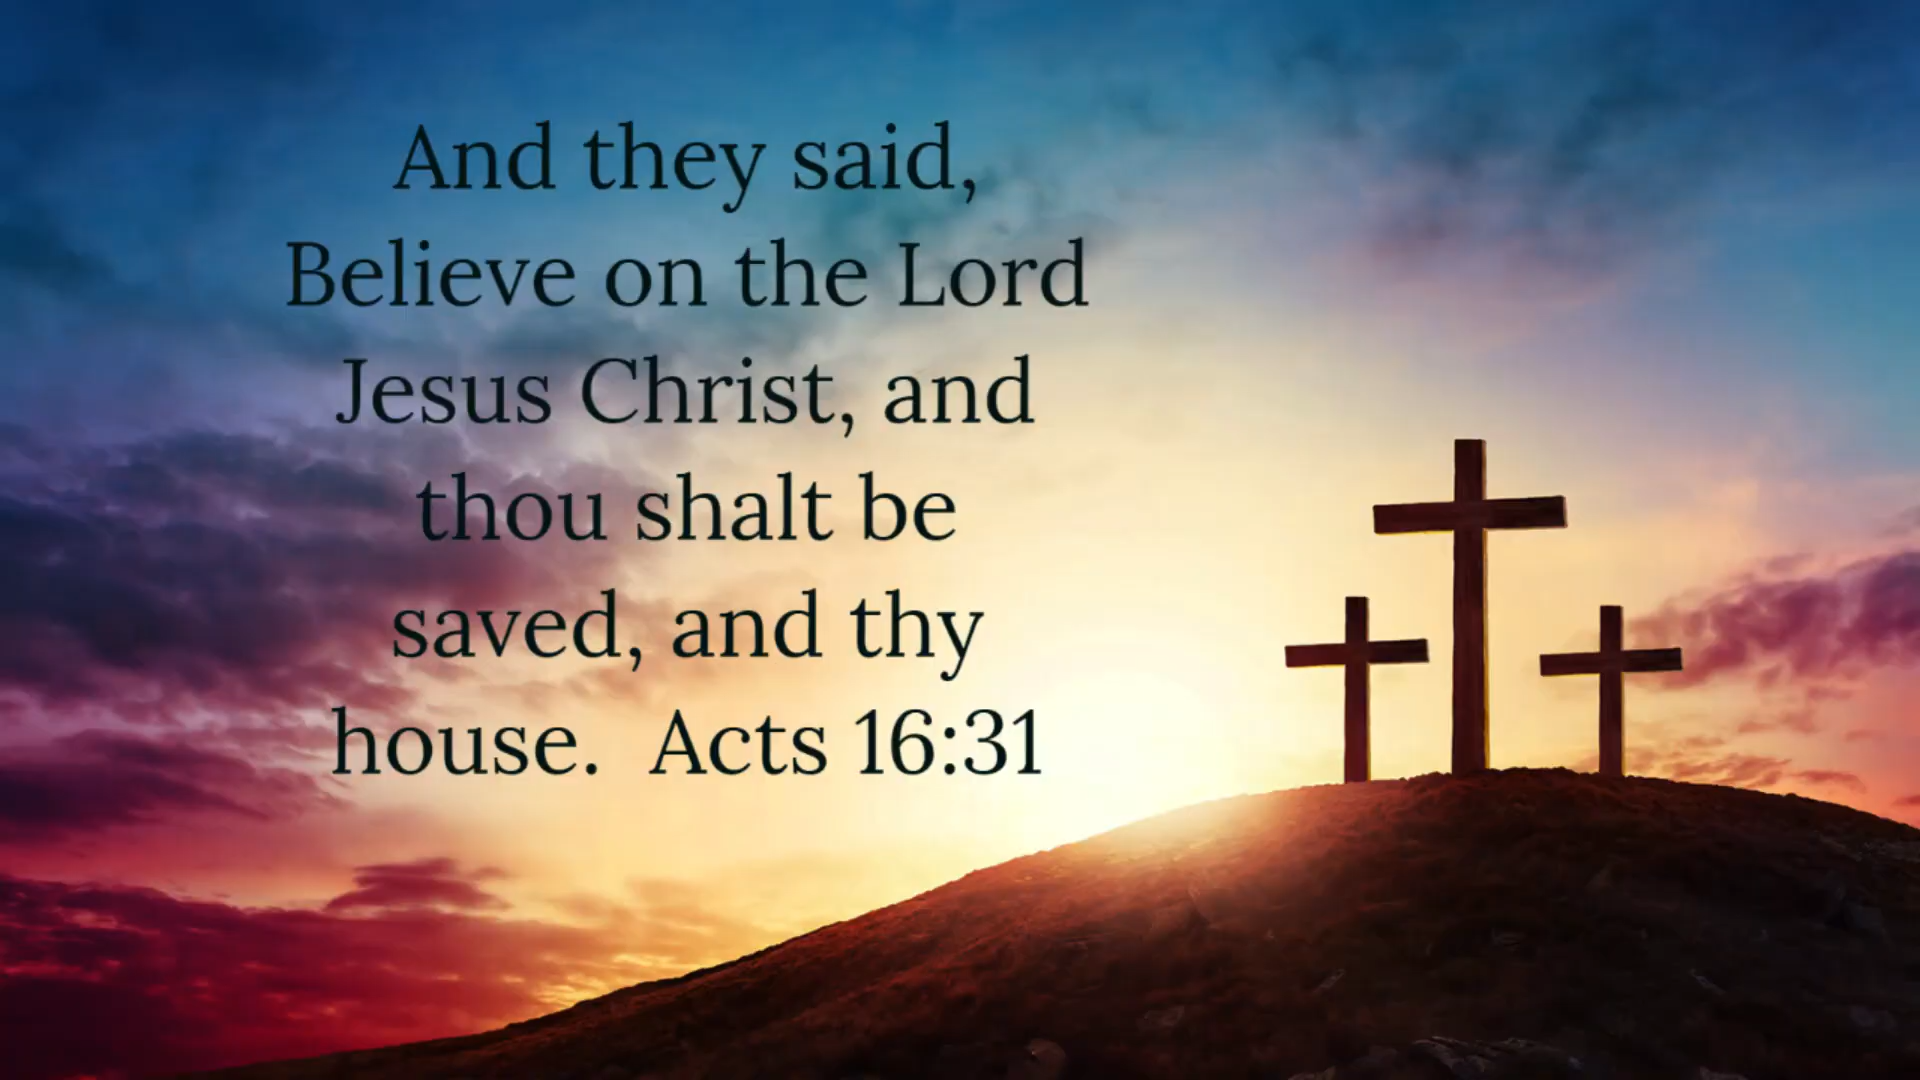 And they said,
Believe on the Lord
Jesus Christ, and
thou shalt be
saved, and thy
house.  Acts 16:31